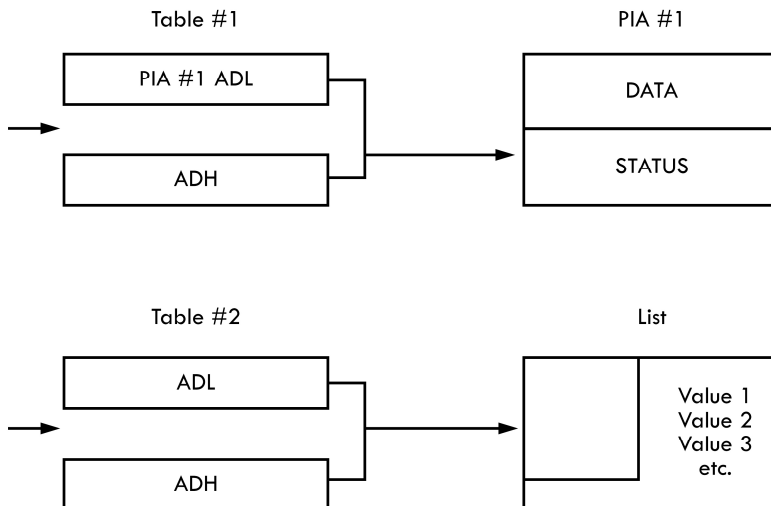 Table #1
PIA #1
PIA #1 ADL
DATA
ADH
STATUS
Table #2
List
ADL
Value 1
Value 2
Value 3
etc.
ADH